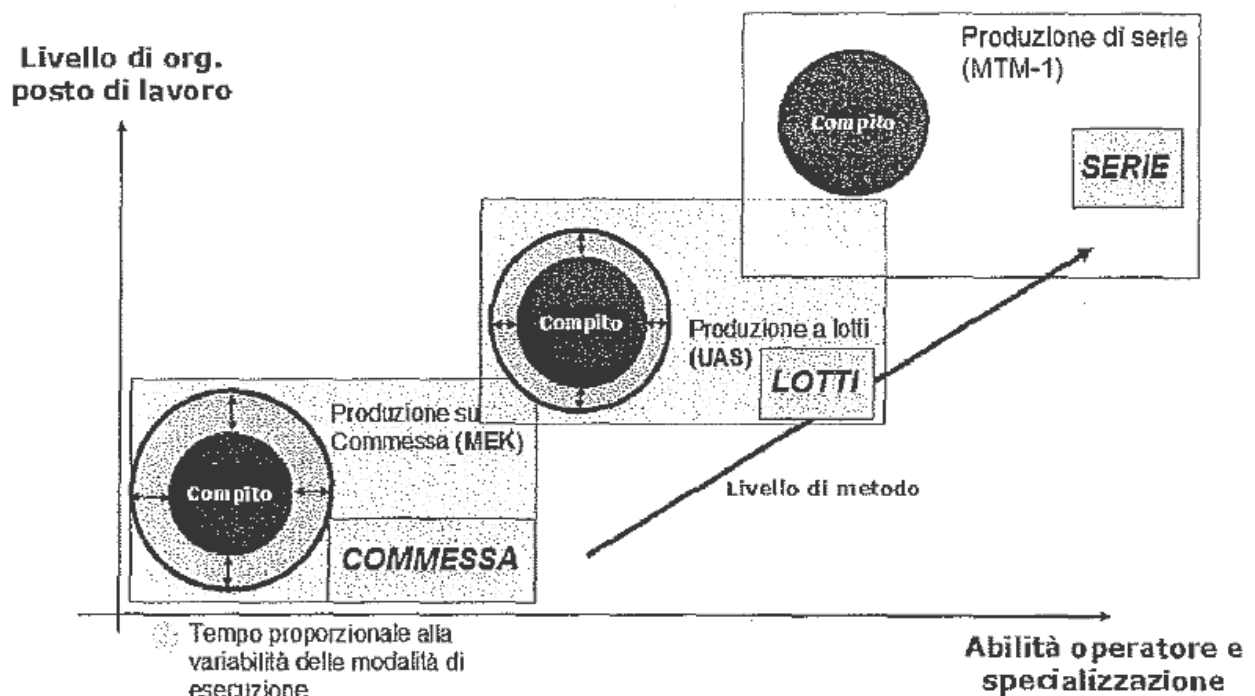 Livello di org.
posto di lavoro
Produzione di serie
(MTM-1)
Compito
SERIE
Compito
Produzione a lotti
(UAS)
LOTTI
Produzione su
Commessa (MEK)
Compito
COMMESSA
Livello di metodo
Tempo proporzionale alla
variabilità delle modalità di
esecuzione
Abilità operatore e
specializzazione